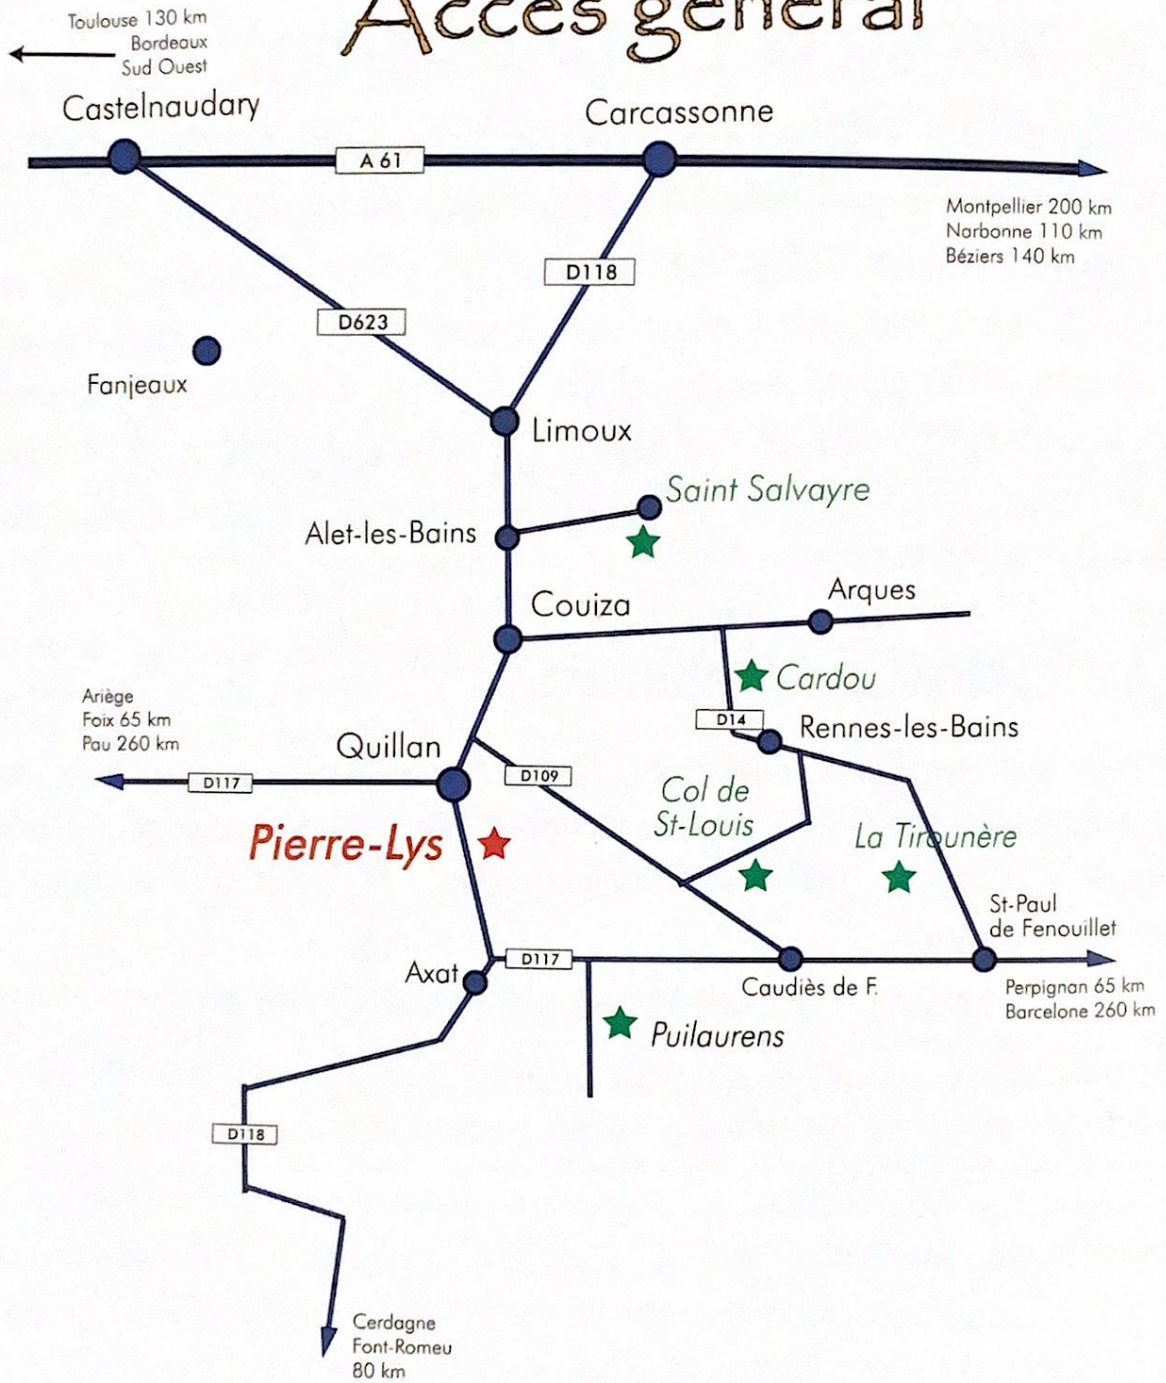 Accès général
Toulouse 130 km
Bordeaux
Sud Ouest
Castelnaudary
Carcassonne
A 61
Montpellier 200 km
Narbonne 110 km
Béziers 140 km
D118
D623
Fanjeaux
Limoux
Saint Salvayre
Alet-les-Bains
Couiza
Arques
Cardou
Ariège
Foix 65 km
Pau 260 km
D14
Rennes-les-Bains
Quillan
D117
D109
Col de
St-Louis
Pierre-Lys
La Tirounère
St-Paul
de Fenouillet
Axat
D117
Caudiès de F.
Perpignan 65 km
Barcelone 260 km
Puilaurens
D118
Cerdagne
Font-Romeu
80 km